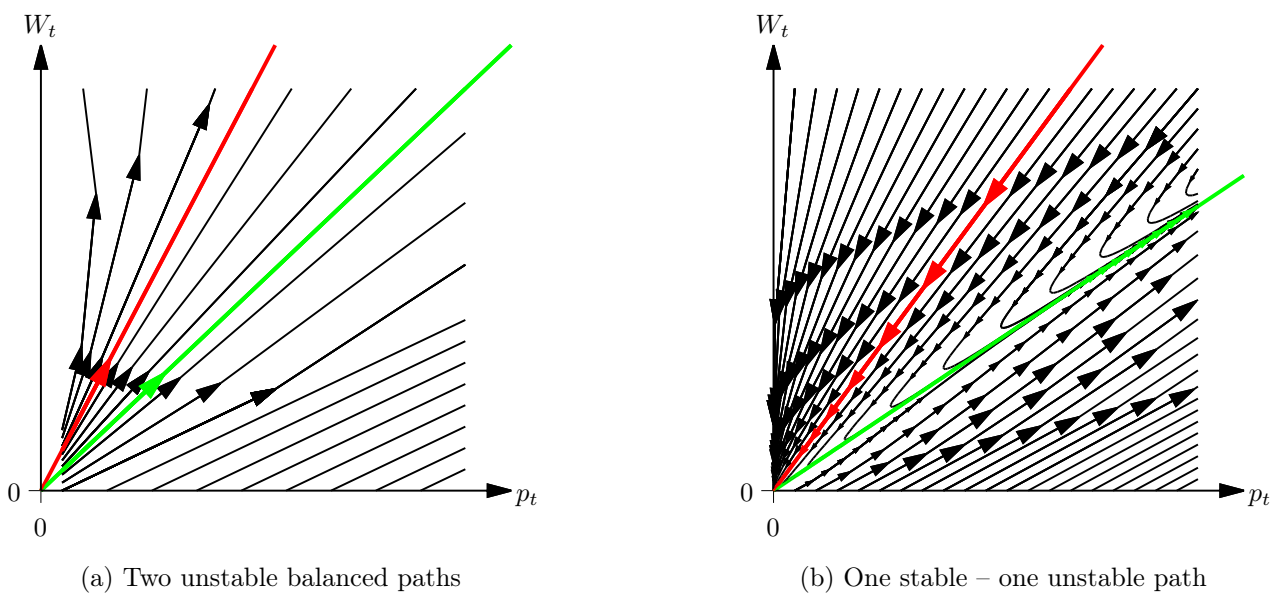 W_t
W_t
0
p_t
0
p_t
0
0
(a) Two unstable balanced paths
(b) One stable – one unstable path